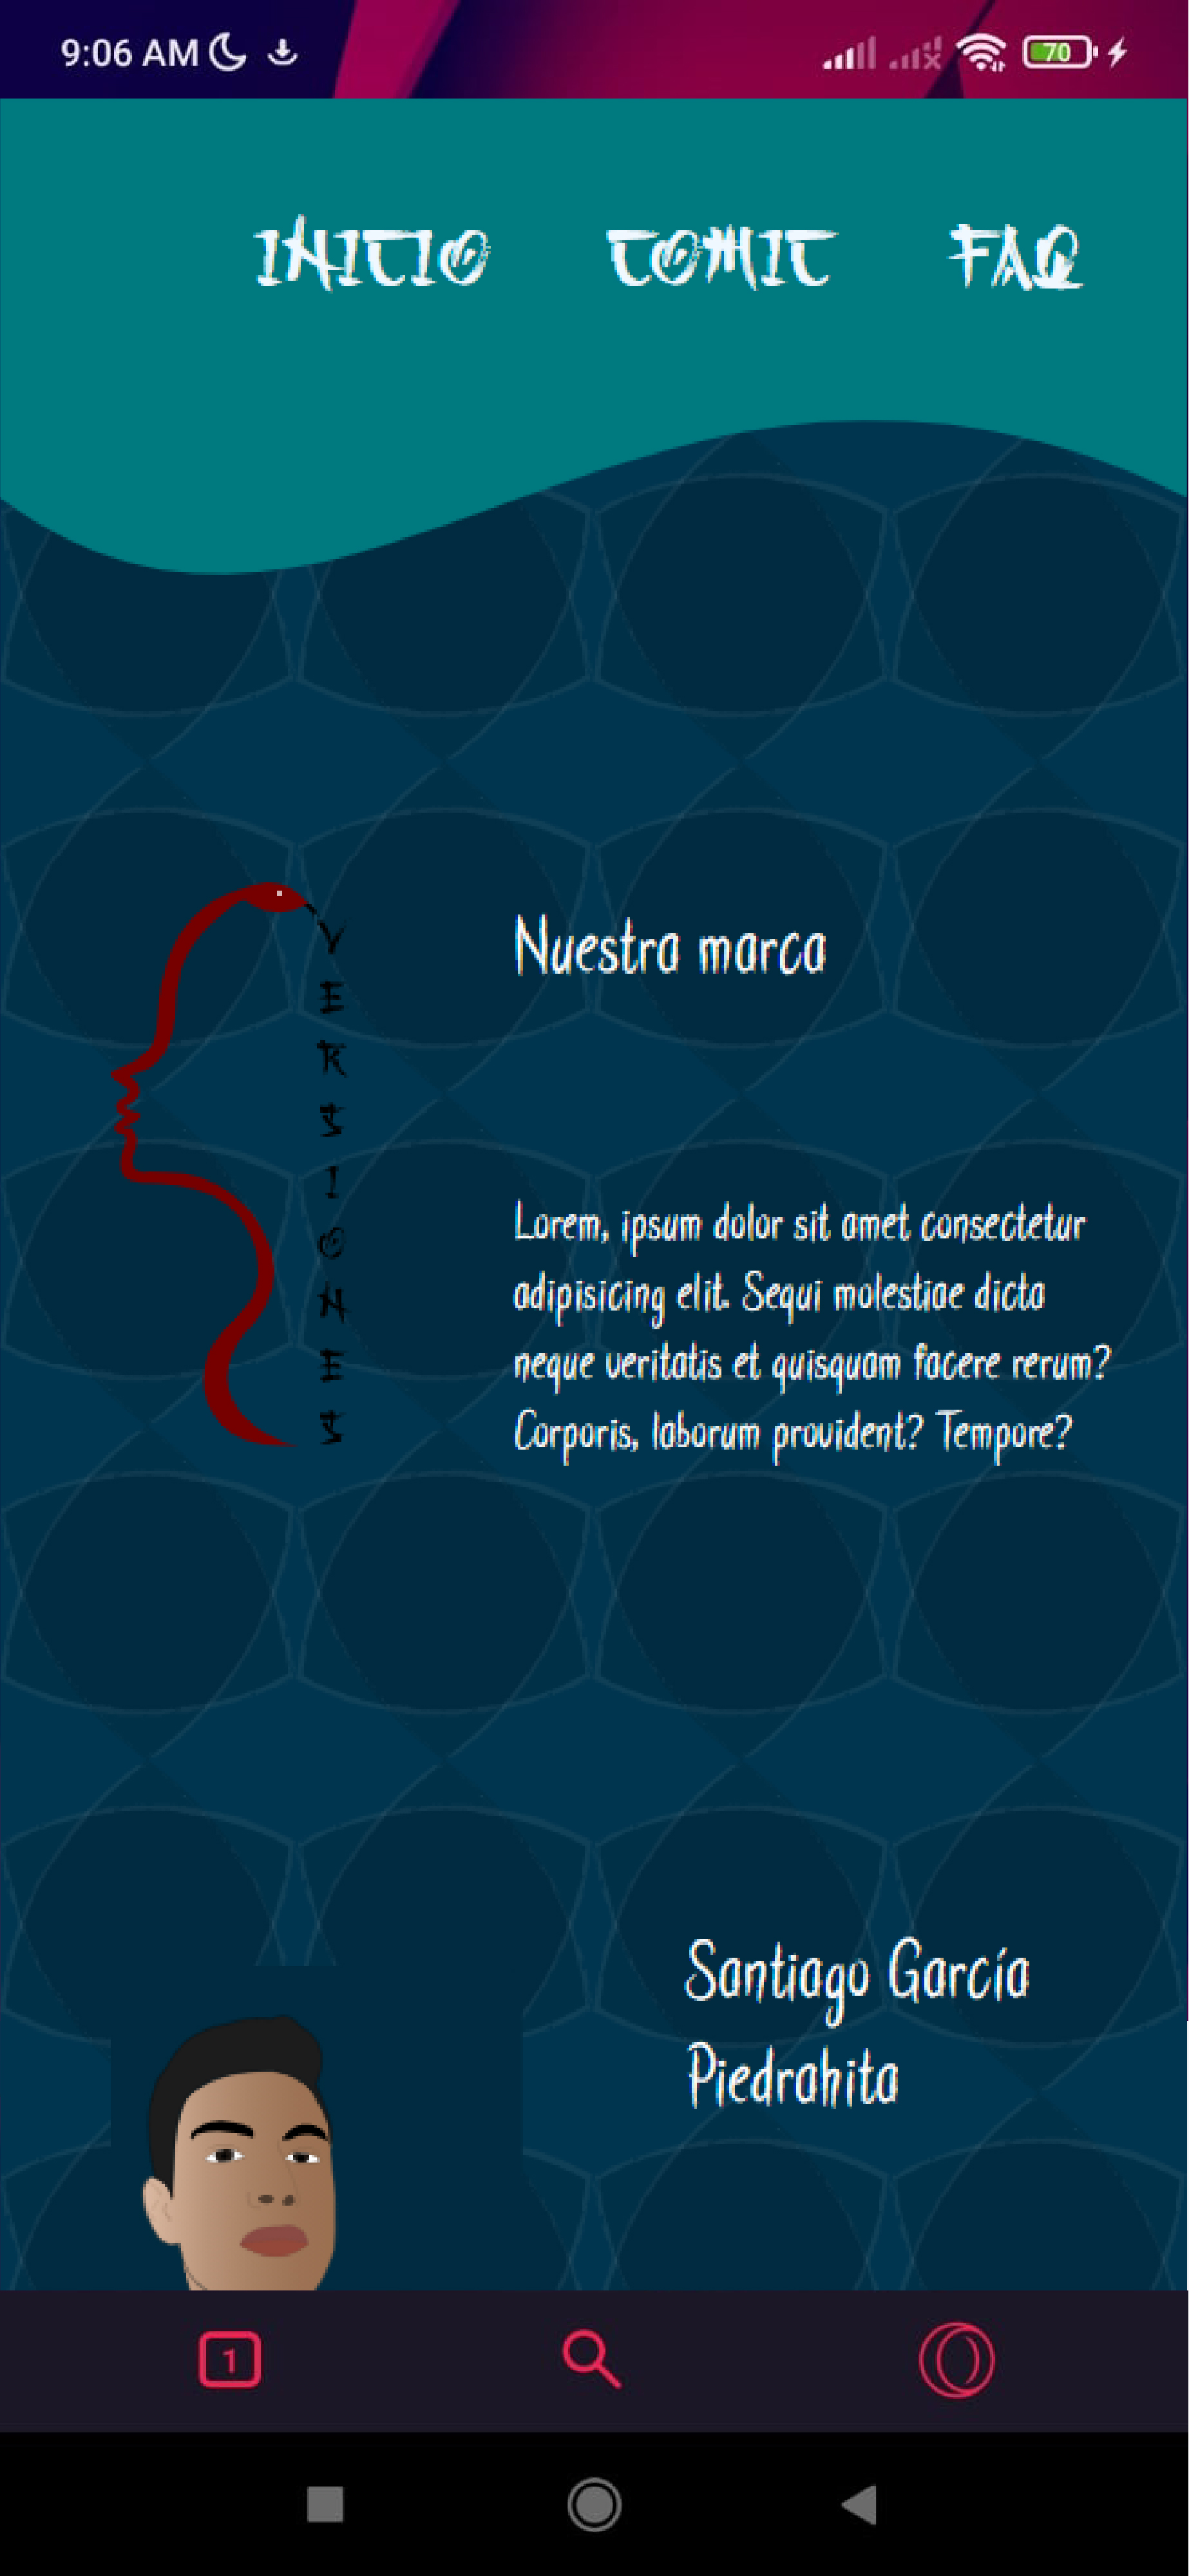 9:06 AM
70
INICIO COMIC FAQ
VERSIONES
Nuestra marca
Lorem, ipsum dolor sit amet consectetur
adipisicing elit. Sequi molestiae dicta
neque veritatis et quisquam facere rerum?
Corporis, laborum provident? Tempore?
Santiago García
Piedrahita
1